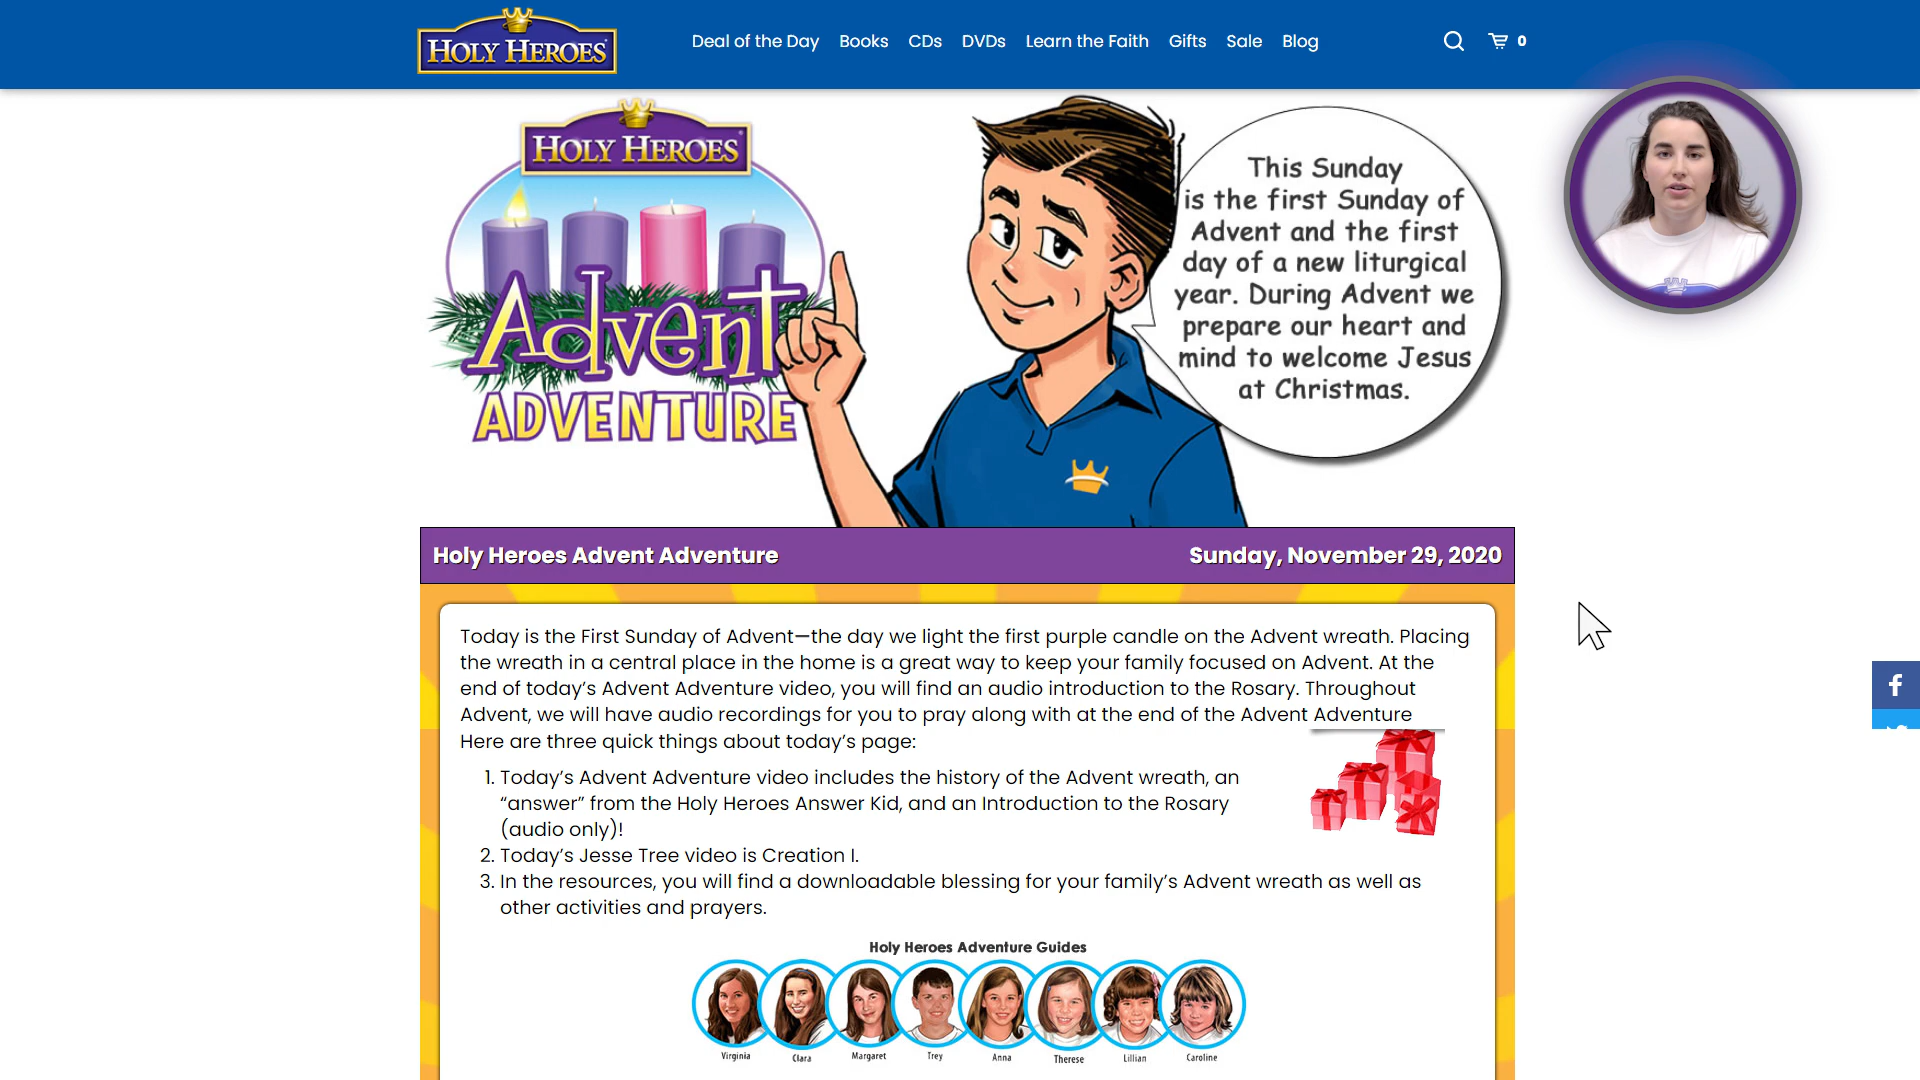 HOLY HEROES
Deal of the Day Books CDs DVDs Learn the Faith Gifts Sale Blog
0
HOLY HEROES
Advent
ADVENTURE
This Sunday
is the first Sunday of
Advent and the first
day of a new liturgical
year. During Advent we
prepare our heart and
mind to welcome Jesus
at Christmas.
Holy Heroes Advent Adventure
Sunday, November 29, 2020
Today is the First Sunday of Advent—the day we light the first purple candle on the Advent wreath. Placing
the wreath in a central place in the home is a great way to keep your family focused on Advent. At the
end of today’s Advent Adventure video, you will find an audio introduction to the Rosary. Throughout
Advent, we will have audio recordings for you to pray along with at the end of the Advent Adventure
Here are three quick things about today’s page:
1. Today’s Advent Adventure video includes the history of the Advent wreath, an
“answer” from the Holy Heroes Answer Kid, and an Introduction to the Rosary
(audio only)!
2. Today’s Jesse Tree video is Creation I.
3. In the resources, you will find a downloadable blessing for your family’s Advent wreath as well as
other activities and prayers.
Holy Heroes Adventure Guides
Virginia Clara Margaret Trey Anna Therese Lillian Caroline